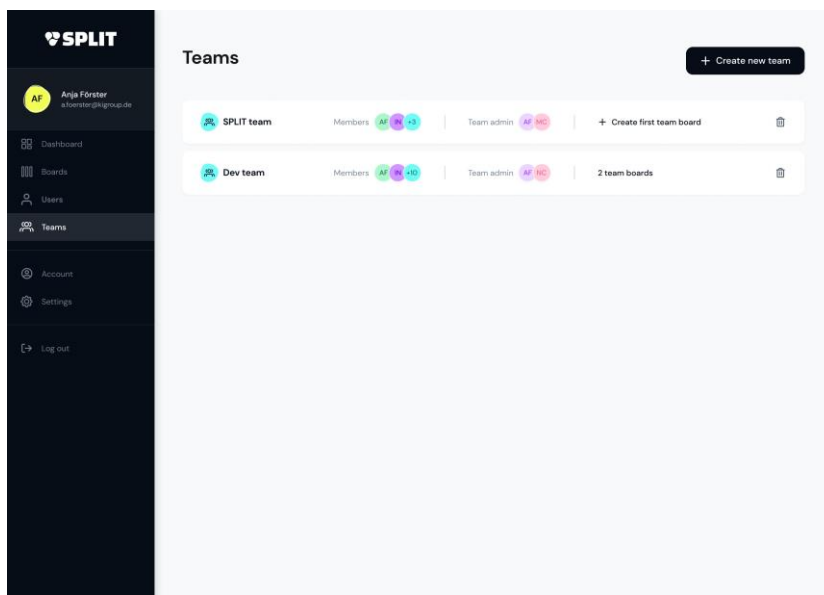 SPLIT
AF
Anja Förster
a.foerster@kigroup.de
Dashboard
Boards
Users
Teams
Account
Settings
Log out
Teams
+ Create new team
SPLIT team Members AF IN +3 Team admin AF MC + Create first team board
Dev team Members AF IN +10 Team admin AF NC 2 team boards